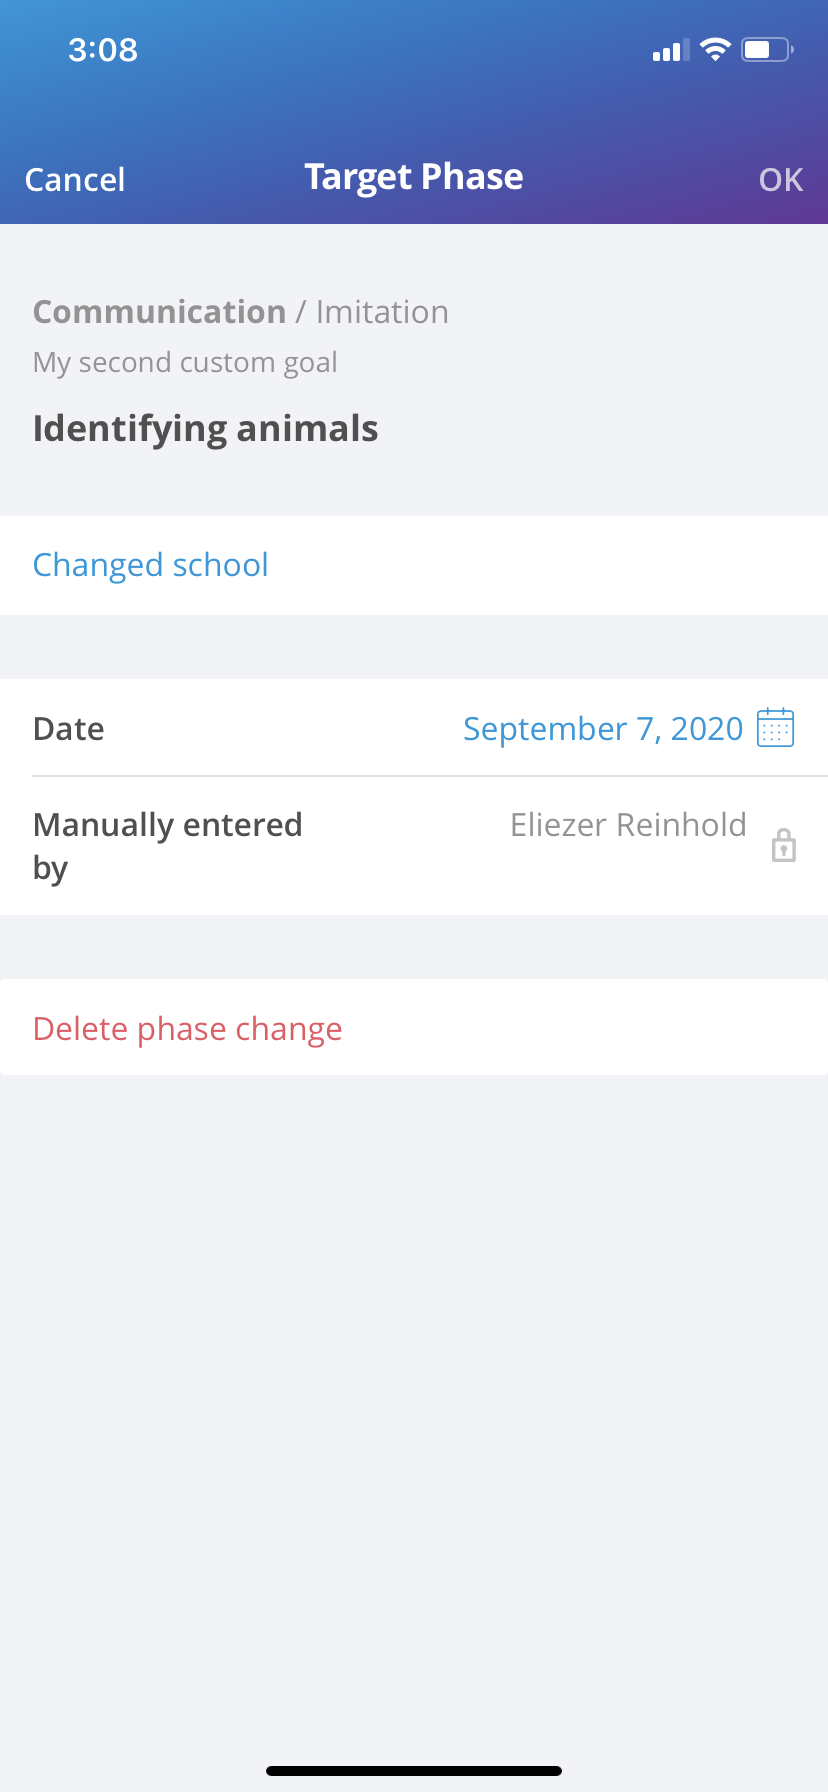 3:08
Cancel Target Phase OK
Communication / Imitation
My second custom goal
Identifying animals
Changed school
Date September 7, 2020
Manually entered by Eliezer Reinhold
Delete phase change